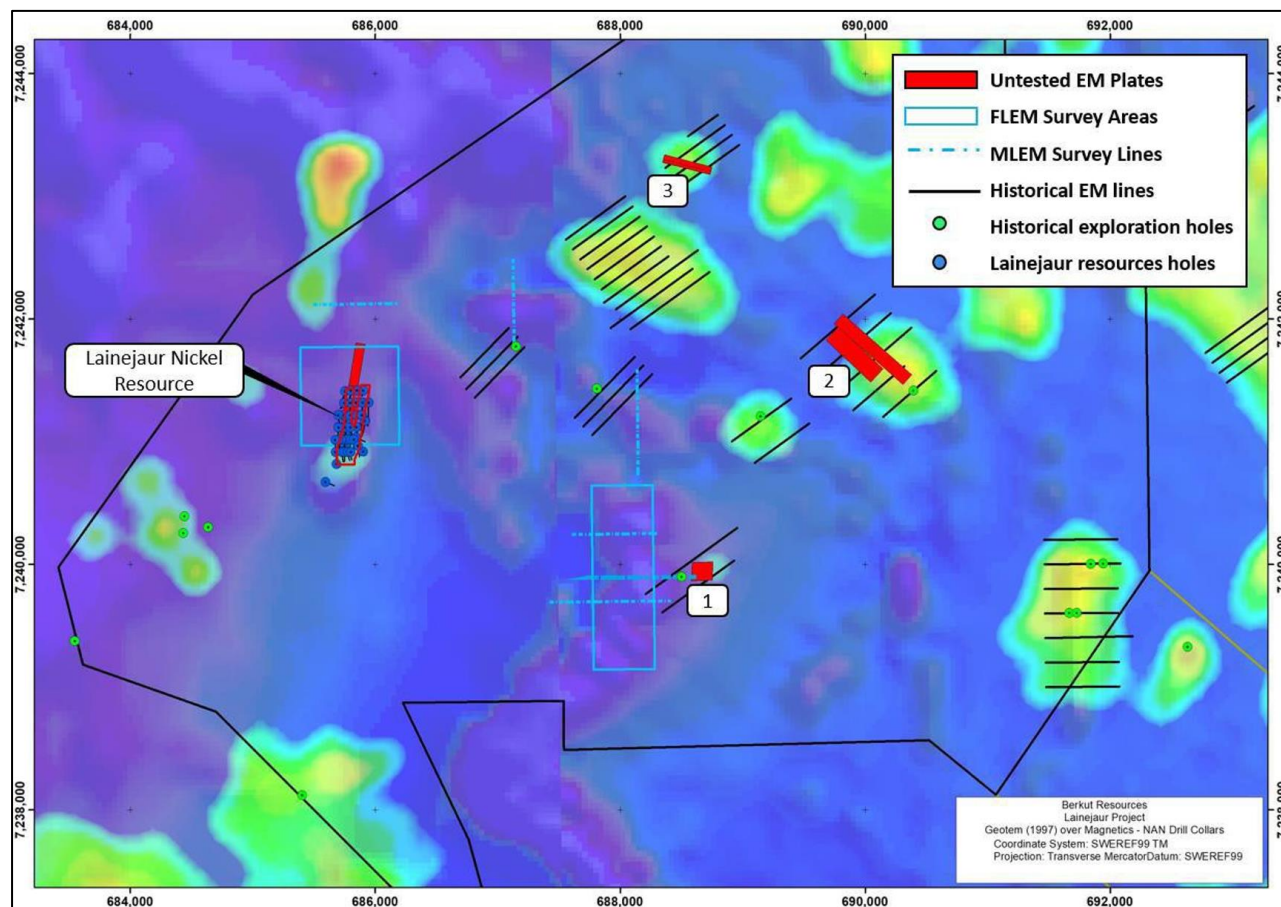 684,000 686,000 688,000 690,000 692,000
7,244,000
Untested EM Plates
FLEM Survey Areas
MLEM Survey Lines
Historical EM lines
Historical exploration holes
Lainejaur resources holes
3
7,242,000
Lainejaur Nickel
Resource
2
7,240,000
1
7,238,000
Berkut Resources
Lainejaur Project
Geotem (1997) over Magnetics - NAN Drill Collars
Coordinate System: SWEREF99 TM
Projection: Transverse MercatorDatum: SWEREF99
684,000 686,000 688,000 690,000 692,000